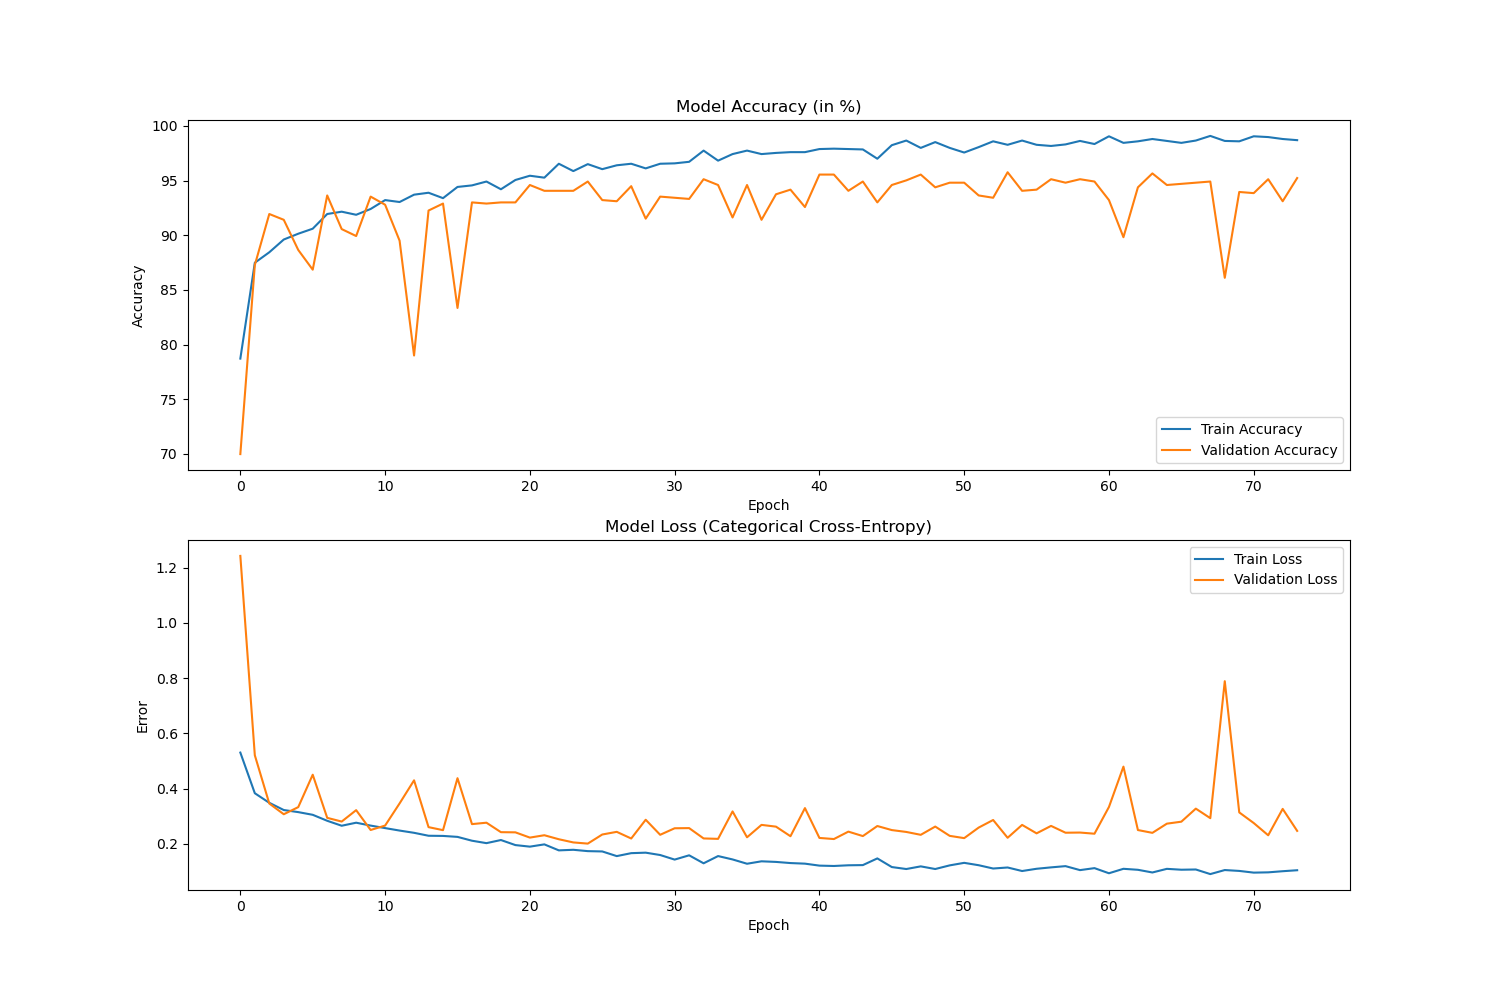 Model Accuracy (in %)
100
95
90
85
80
75
70
Accuracy
Train Accuracy
Validation Accuracy
0 10 20 30 40 50 60 70
Epoch
Model Loss (Categorical Cross-Entropy)
Train Loss
Validation Loss
1.2
1.0
0.8
0.6
0.4
0.2
Error
0 10 20 30 40 50 60 70
Epoch